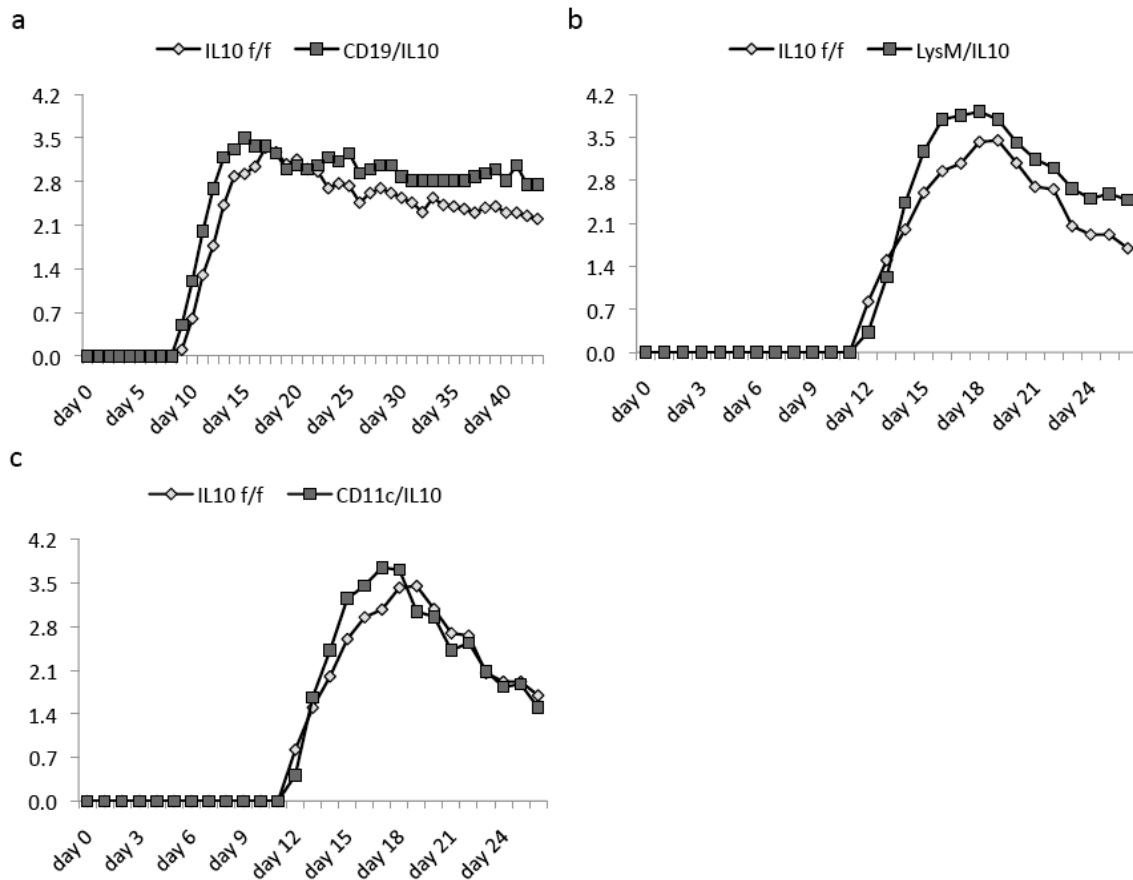 a
IL10 f/f CD19/IL10
4.2
3.5
2.8
2.1
1.4
0.7
0.0
day 0
day 5
day 10
day 15
day 20
day 25
day 30
day 35
day 40
b
IL10 f/f LysM/IL10
4.2
3.5
2.8
2.1
1.4
0.7
0.0
day 0
day 3
day 6
day 9
day 12
day 15
day 18
day 21
day 24
c
IL10 f/f CD11c/IL10
4.2
3.5
2.8
2.1
1.4
0.7
0.0
day 0
day 3
day 6
day 9
day 12
day 15
day 18
day 21
day 24